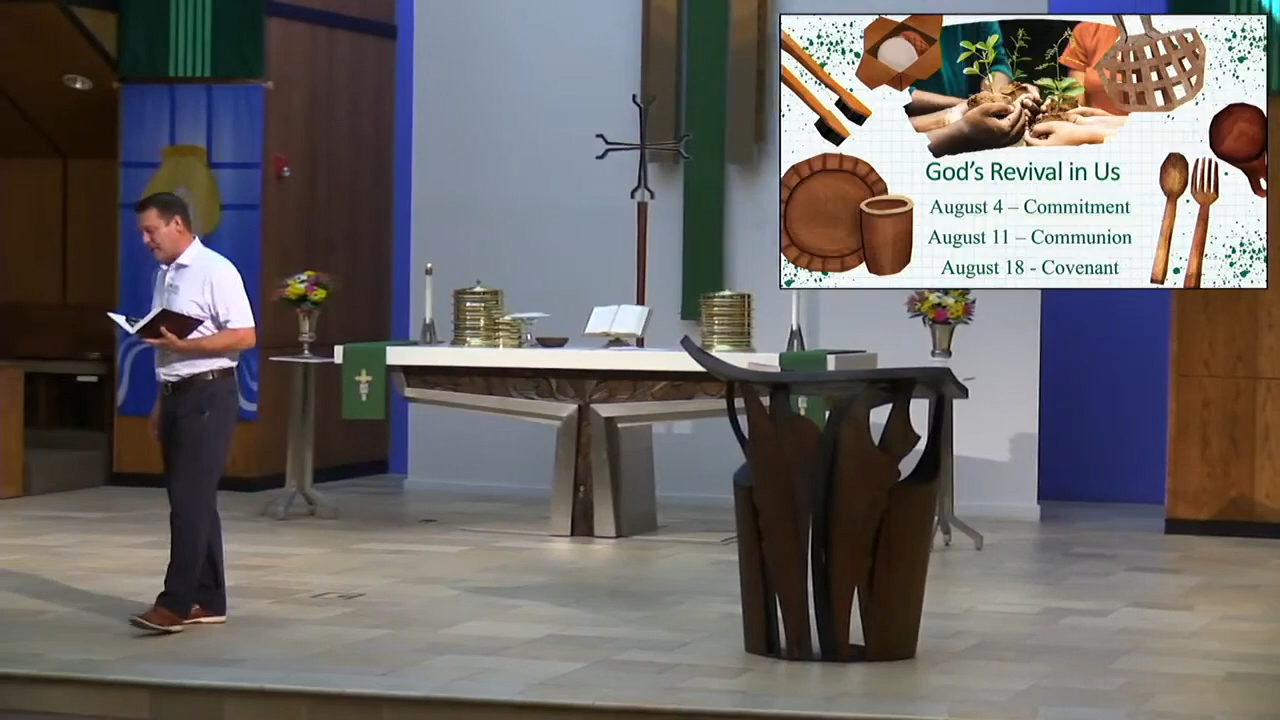 God's Revival in Us
August 4 – Commitment
August 11 – Communion
August 18 - Covenant